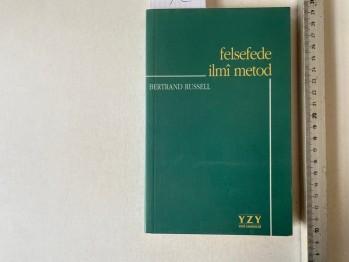 felsefede
ilmî metod
BERTRAND RUSSELL
YZY